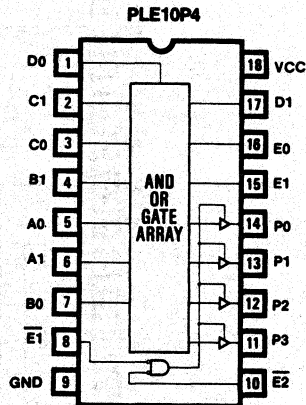 PLE10P4
D0 1 18 VCC
C1 2 17 D1
C0 3 16 E0
B1 4 15 E1
AND
OR
GATE
ARRAY
A0 5 14 P0
A1 6 13 P1
B0 7 12 P2
E1 8 11 P3
GND 9 10 E2